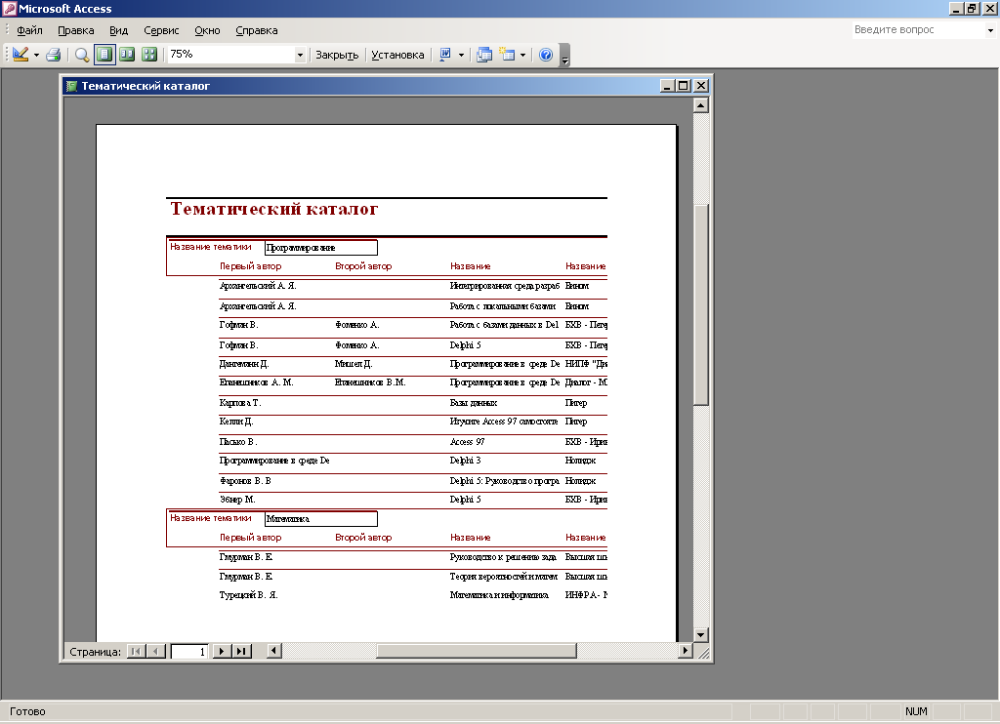 Microsoft Access
Файл Правка Вид Сервис Окно Справка Введите вопрос
75% Закрыть Установка
Тематический каталог
Тематический каталог
Название тематики Программирование
Первый автор Второй автор Название Название
Архангельский А. Я. Интегрированная среда разраб Бином
Архангельский А. Я. Работа с локальными базами Бином
Гофман В. Фоменко А. Работа с базами данных в Del БХВ - Петер
Гофман В. Фоменко А. Delphi 5 БХВ - Петер
Дантеманн Д. Мишел Д. Программирование в среде De НИПФ "Ди
Епанешников А. М. Епанешников В.М. Программирование в среде De Диалог - М
Карпова Т. Базы данных Питер
Келли Д. Изучите Access 97 самостояте Питер
Пасько В. Access 97 БХВ - Ирин
Программирование в среде De Delphi 3 Нолидж
Фаронов В. В Delphi 5: Руководство програ Нолидж
Эбнер М. Delphi 5 БХВ - Ирин
Название тематики Математика
Первый автор Второй автор Название Название
Гмурман В. Е. Руководство к решению зада Высшая шк
Гмурман В. Е. Теория вероятностей и матем Высшая шк
Турецкий В. Я. Математика и информатика ИНФРА -
Страница: 1
Готово NUM